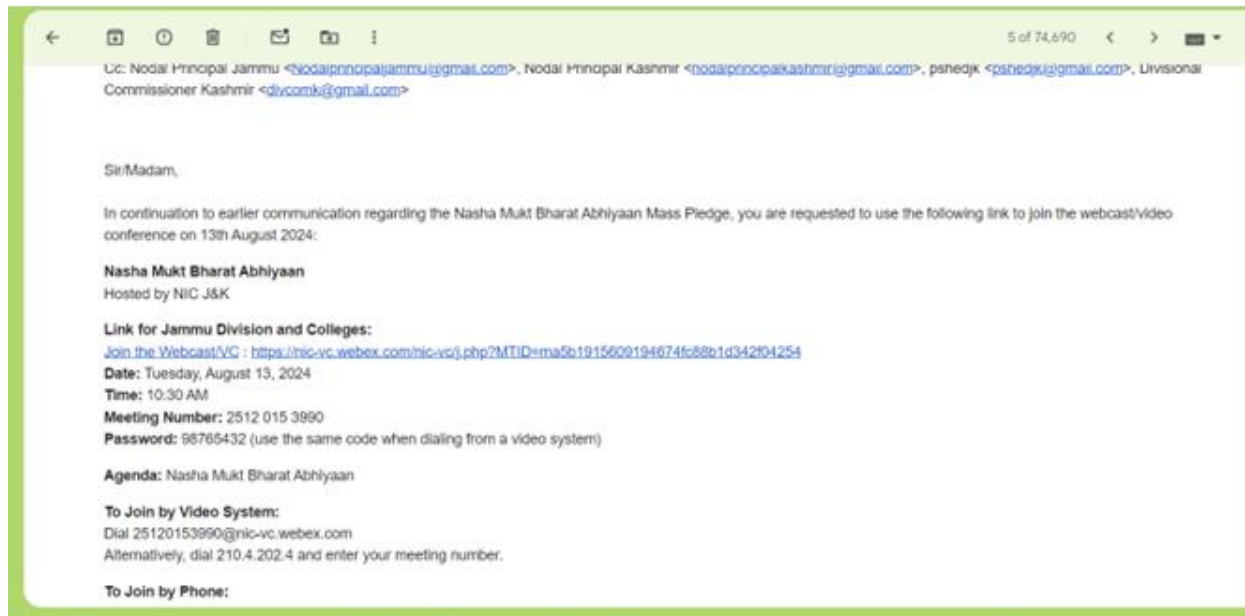 5 of 74,690
Cc: Nodal Principal Jammu <Nodalprincipaljammu@gmail.com>, Nodal Principal Kashmir <nodalprincipalkashmir@gmail.com>, pshedjk <pshedjk@gmail.com>, Divisional
Commissioner Kashmir <divcomk@gmail.com>
Sir/Madam,
In continuation to earlier communication regarding the Nasha Mukt Bharat Abhiyaan Mass Pledge, you are requested to use the following link to join the webcast/video
conference on 13th August 2024:
Nasha Mukt Bharat Abhiyaan
Hosted by NIC J&K
Link for Jammu Division and Colleges:
Join the Webcast/VC : https://nic-vc.webex.com/nic-vc/j.php?MTID=ma5b1915609194674fc88b1d342f04254
Date: Tuesday, August 13, 2024
Time: 10:30 AM
Meeting Number: 2512 015 3990
Password: 98765432 (use the same code when dialing from a video system)
Agenda: Nasha Mukt Bharat Abhiyaan
To Join by Video System:
Dial 25120153990@nic-vc.webex.com
Alternatively, dial 210.4.202.4 and enter your meeting number.
To Join by Phone: